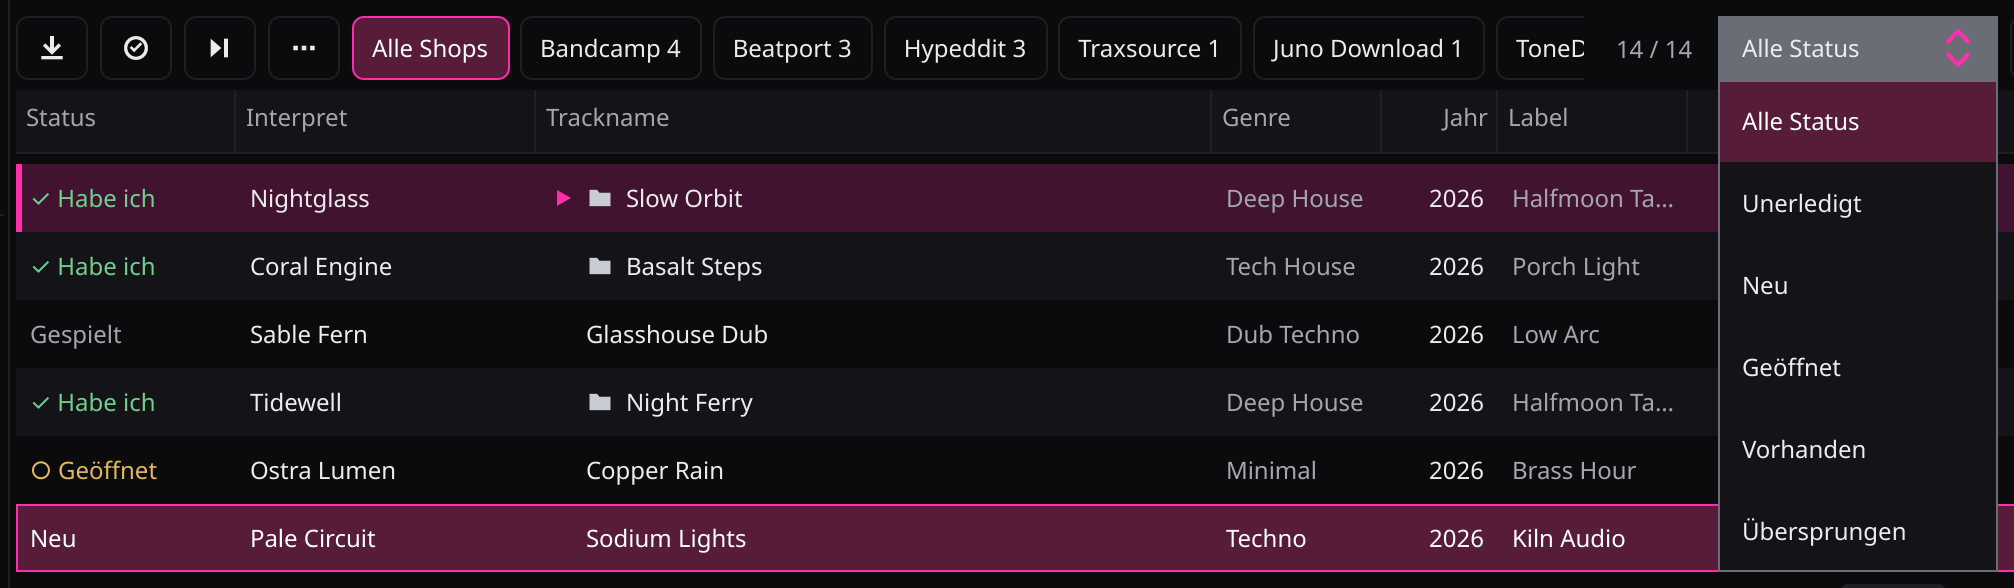 Alle Shops Bandcamp 4 Beatport 3 Hypeddit 3 Traxsource 1 Juno Download 1 ToneD 14 / 14 Alle Status
Status Interpret Trackname Genre Jahr Label Alle Status
Habe ich Nightglass Slow Orbit Deep House 2026 Halfmoon Ta... Unerledigt
Habe ich Coral Engine Basalt Steps Tech House 2026 Porch Light Neu
Gespielt Sable Fern Glasshouse Dub Dub Techno 2026 Low Arc Geöffnet
Habe ich Tidewell Night Ferry Deep House 2026 Halfmoon Ta... Vorhanden
Geöffnet Ostra Lumen Copper Rain Minimal 2026 Brass Hour
Neu Pale Circuit Sodium Lights Techno 2026 Kiln Audio Übersprungen